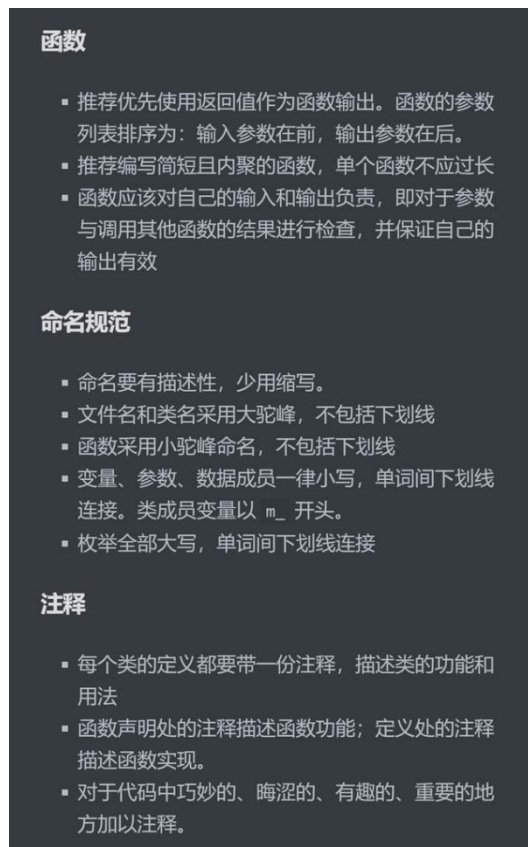 函数
▪ 推荐优先使用返回值作为函数输出。函数的参数
列表排序为：输入参数在前，输出参数在后。
▪ 推荐编写简短且内聚的函数，单个函数不应过长
▪ 函数应该对自己的输入和输出负责，即对于参数
与调用其他函数的结果进行检查，并保证自己的
输出有效
命名规范
▪ 命名要有描述性，少用缩写。
▪ 文件名和类名采用大驼峰，不包括下划线
▪ 函数采用小驼峰命名，不包括下划线
▪ 变量、参数、数据成员一律小写，单词间下划线
连接。类成员变量以 m_ 开头。
▪ 枚举全部大写，单词间下划线连接
注释
▪ 每个类的定义都要带一份注释，描述类的功能和
用法
▪ 函数声明处的注释描述函数功能；定义处的注释
描述函数实现。
▪ 对于代码中巧妙的、晦涩的、有趣的、重要的地
方加以注释。